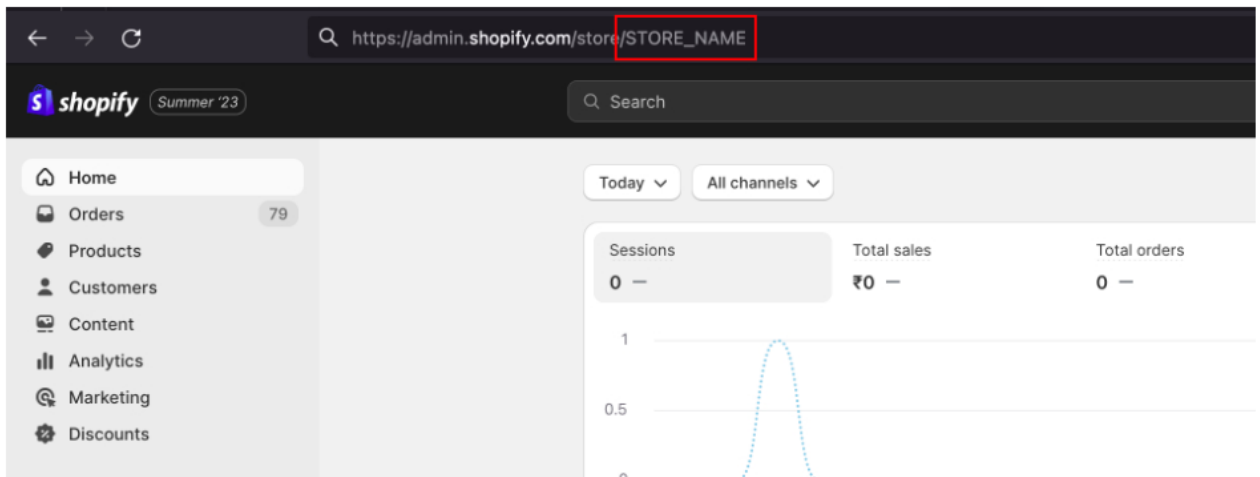 https://admin.shopify.com/store/STORE_NAME
shopify Summer '23
Search
Home
Orders 79
Products
Customers
Content
Analytics
Marketing
Discounts
Today All channels
Sessions Total sales Total orders
0 — ₹0 — 0 —
1
0.5
0